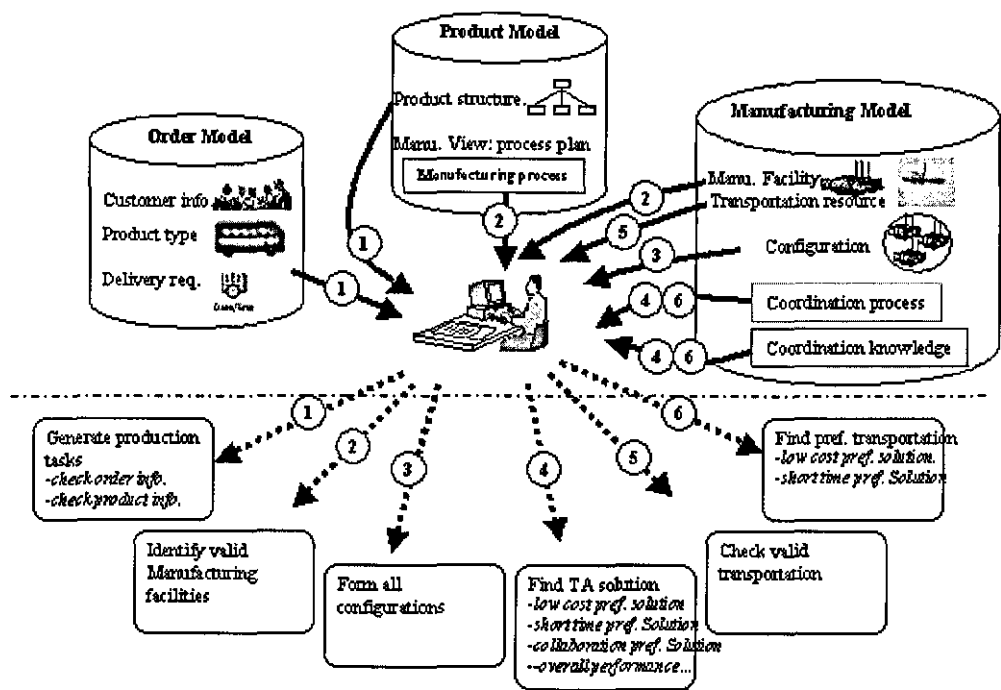 Product Model
Product structure.
Manu. View: process plan
Manufacturing process
Order Model
Customer info
Product type
Delivery req.
Manufacturing Model
Manu. Facility
Transportation resource
Configuration
Coordination process
Coordination knowledge
1
1
2
2
5
3
4 6
4 6
1
2
3
4
5
6
Generate production
tasks
-check order info.
-check product info.
Identify valid
Manufacturing
facilities
Form all
configurations
Find TA solution
-low cost pref. solution
-short time pref. Solution
-collaboration pref. Solution
--overall performance...
Check valid
transportation
Find pref. transportation
-low cost pref. solution.
-short time pref. Solution